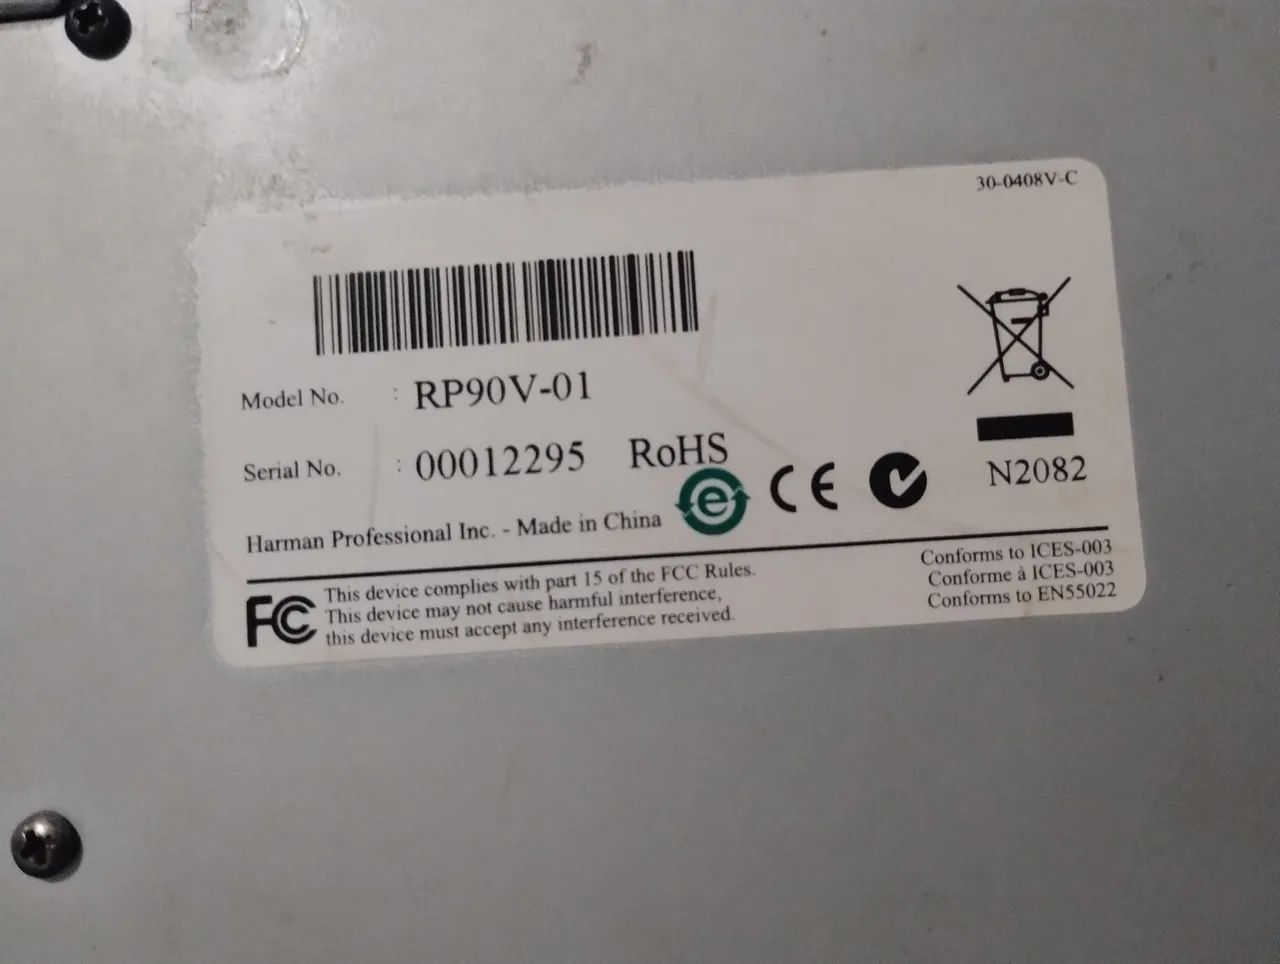 30-0408V-C
Model No. : RP90V-01
Serial No. : 00012295 RoHS
N2082
Harman Professional Inc. - Made in China e CE
FC This device complies with part 15 of the FCC Rules.
This device may not cause harmful interference,
this device must accept any interference received.
Conforms to ICES-003
Conforme à ICES-003
Conforms to EN55022